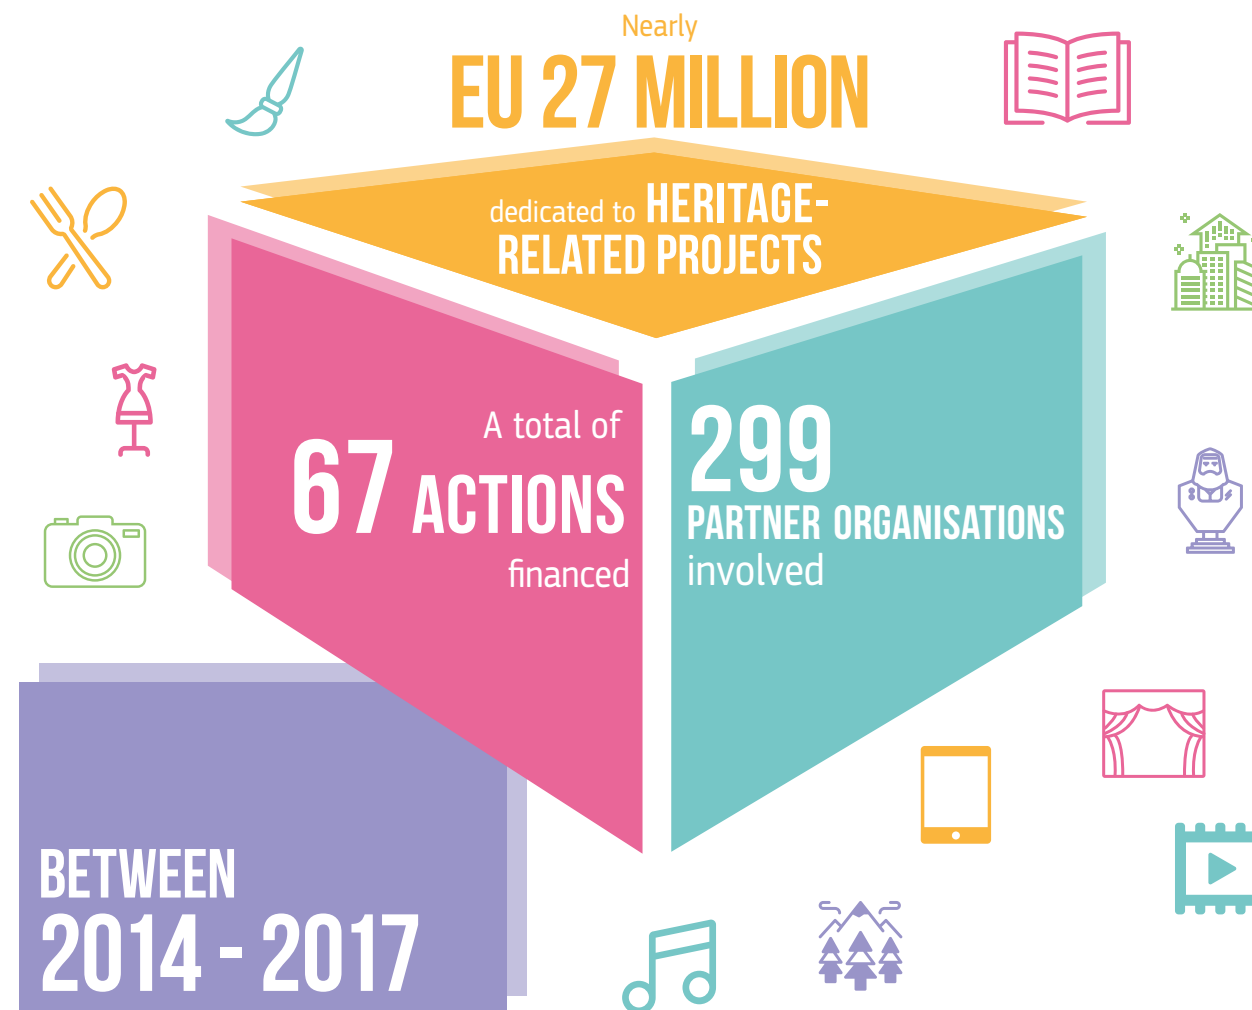 Nearly
EU 27 MILLION
dedicated to HERITAGE-
RELATED PROJECTS
A total of
67 ACTIONS
financed
299
PARTNER ORGANISATIONS
involved
BETWEEN
2014 - 2017